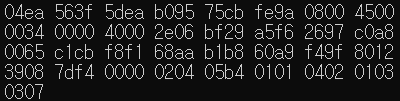 04ea 563f 5dea b095 75cb fe9a 0800 4500
0034 0000 4000 2e06 bf29 a5f6 2697 c0a8
0065 c1cb f8f1 68aa b1b8 60a9 f49f 8012
3908 7df4 0000 0204 05b4 0101 0402 0103
0307